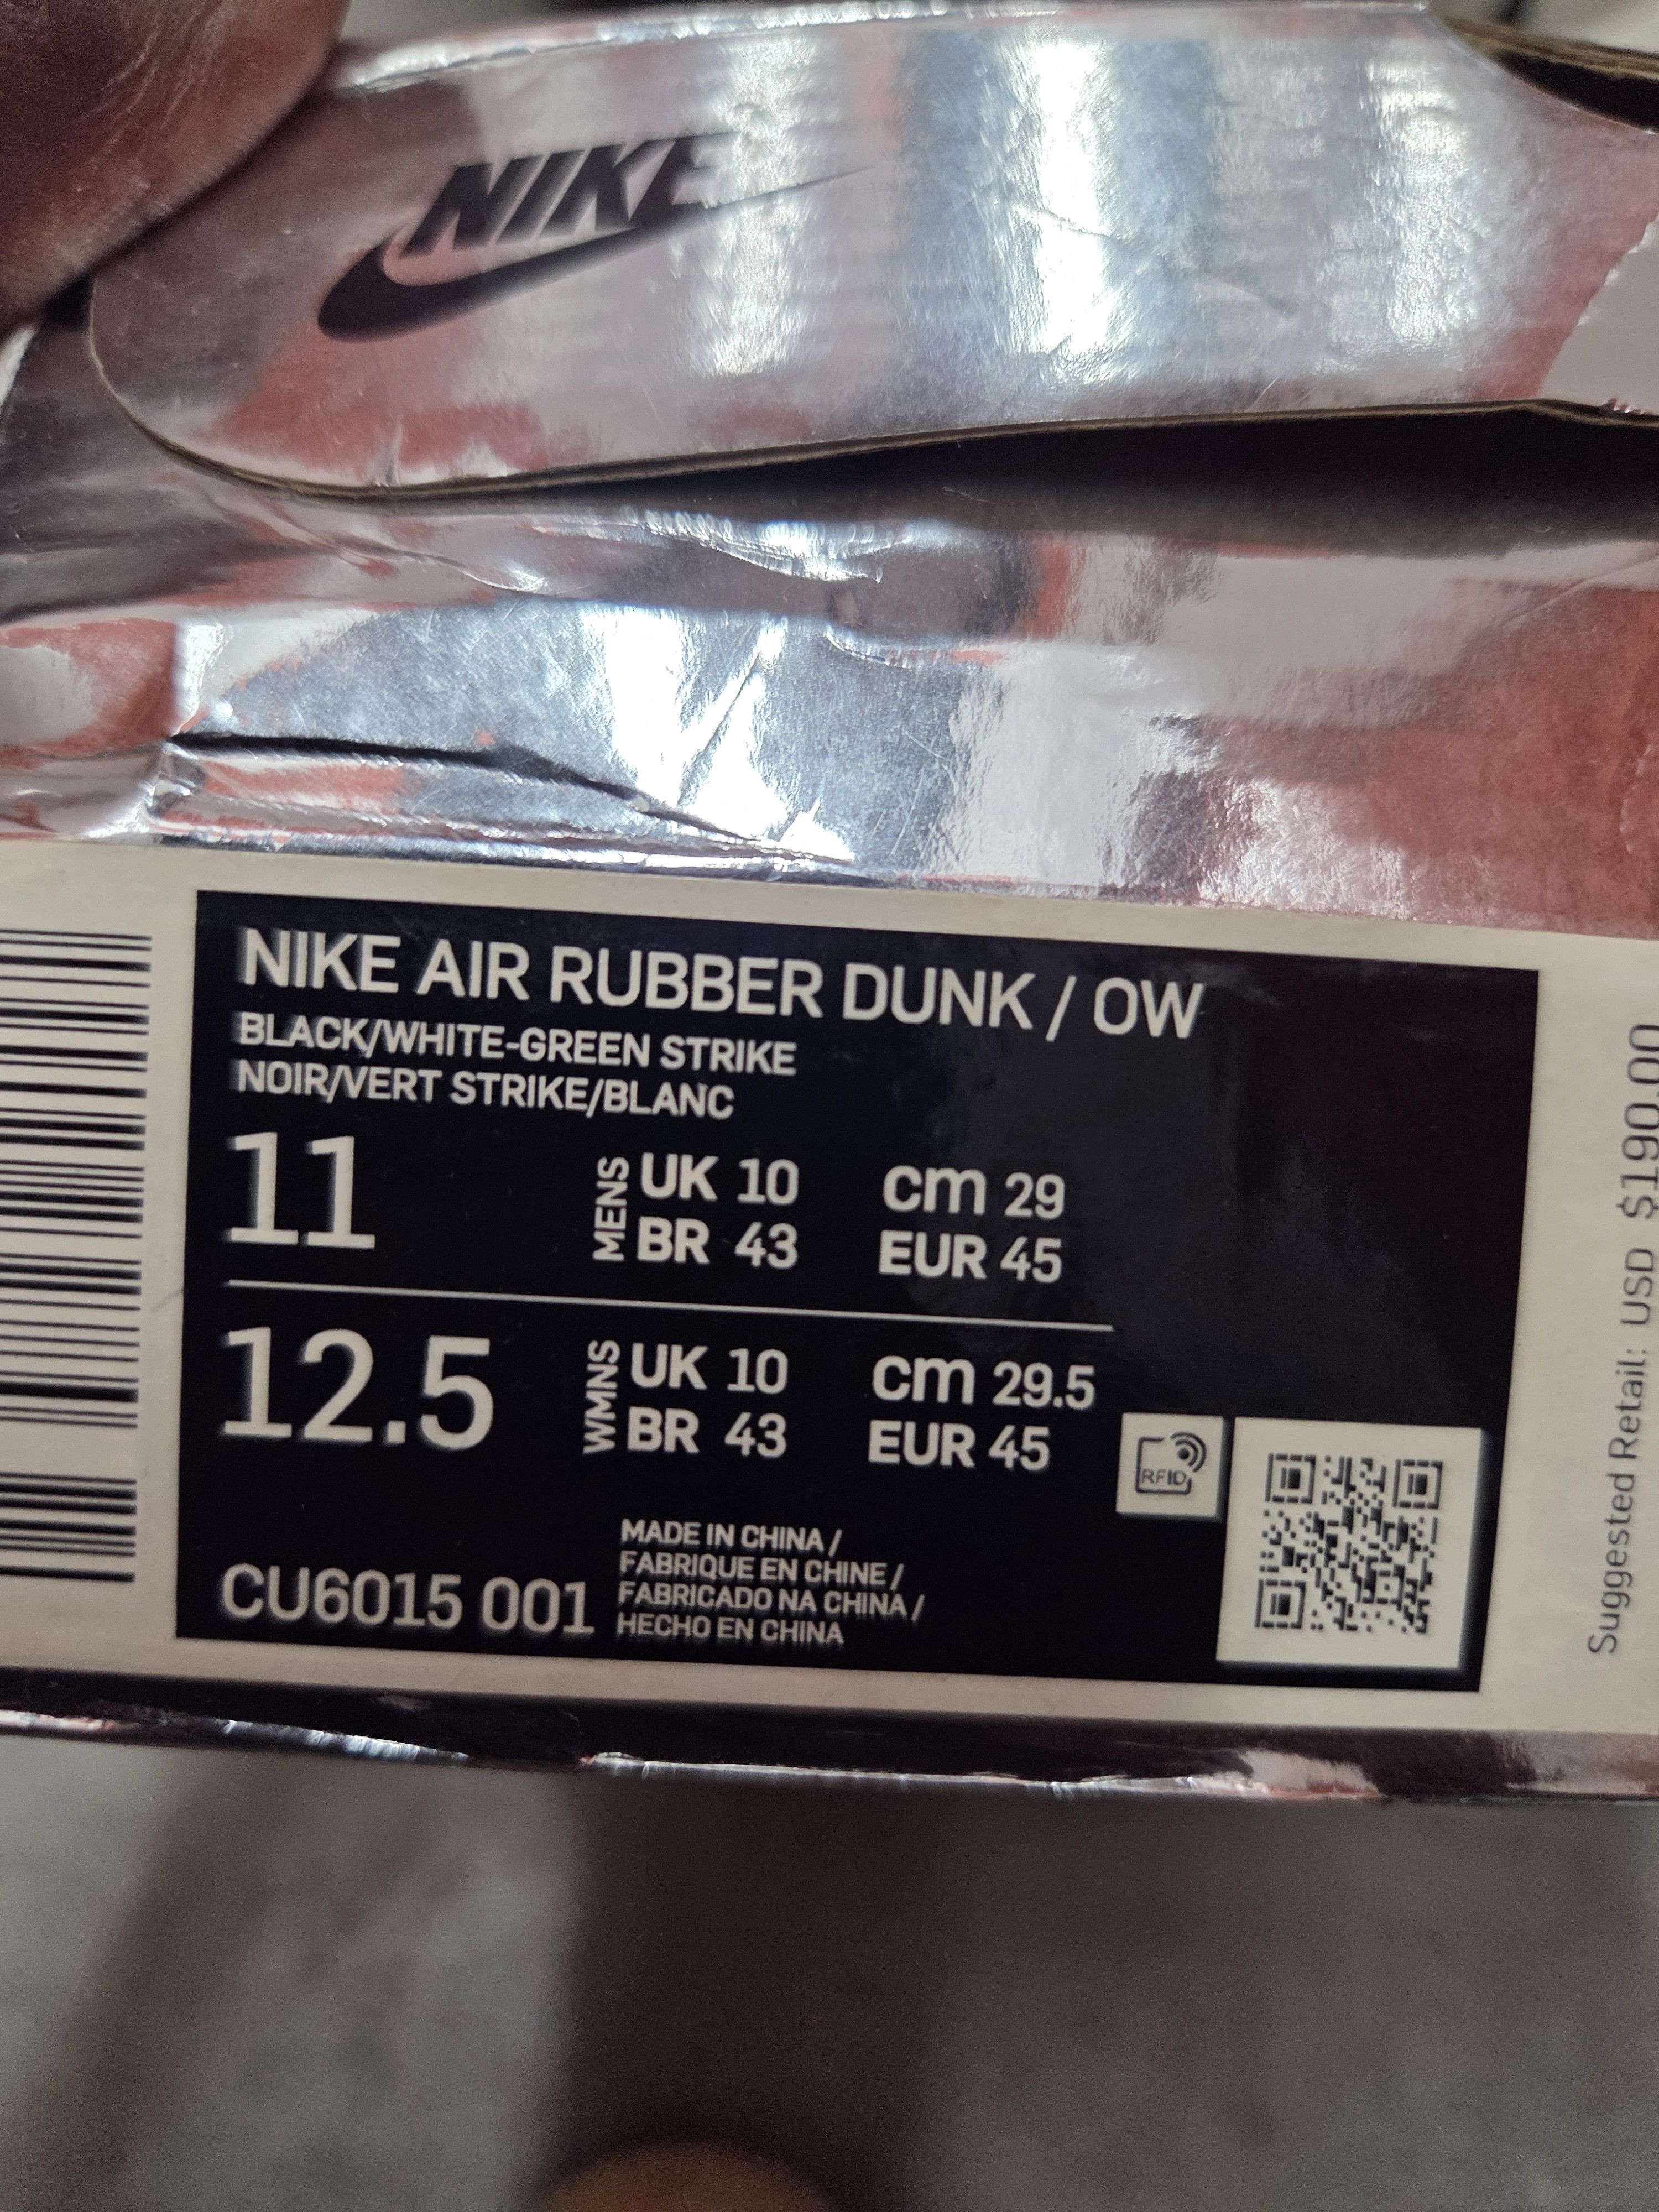 NIKE
NIKE AIR RUBBER DUNK / OW
BLACK/WHITE-GREEN STRIKE
NOIR/VERT STRIKE/BLANC
11 MENS UK 10 cm 29
BR 43 EUR 45
12.5 WMNS UK 10 cm 29.5
BR 43 EUR 45
RFID
CU6015 001
MADE IN CHINA /
FABRIQUE EN CHINE /
FABRICADO NA CHINA /
HECHO EN CHINA
Suggested Retail: USD $190.00